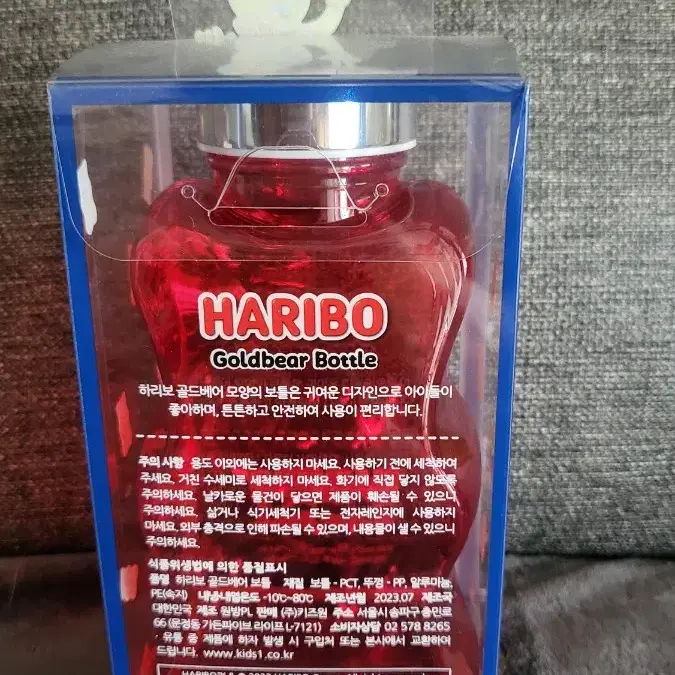 HARIBO
Goldbear Bottle
하리보 골드베어 모양의 보틀은 귀여운 디자인으로 아이들이
좋아하며, 튼튼하고 안전하여 사용이 편리합니다.
주의 사항 용도 이외에는 사용하지 마세요. 사용하기 전에 세척하여
주세요. 거친 수세미로 세척하지 마세요. 화기에 직접 닿지 않도록
주의하세요. 날카로운 물건이 닿으면 제품이 훼손될 수 있으니
주의하세요. 삶거나 식기세척기 또는 전자레인지에 사용하지
마세요. 외부 충격으로 인해 파손될 수 있으며, 내용물이 샐 수 있으니
주의하세요.
식품위생법에 의한 품질표시
품명 하리보 골드베어 보틀 재질 보틀 - PCT, 뚜껑 - PP, 알루미늄,
PE(속지) 내냉내열온도 -10℃~80℃ 제조년월 2023.07 제조국
대한민국 제조 원방PL 판매 (주)키즈원 주소 서울시 송파구 충민로
66 (문정동 가든파이브 라이프 L-7121) 소비자상담 02 578 8265
· 유통 중 제품에 하자 발생 시 구입처 또는 본사에서 교환하여
드립니다. www.kids1.co.kr